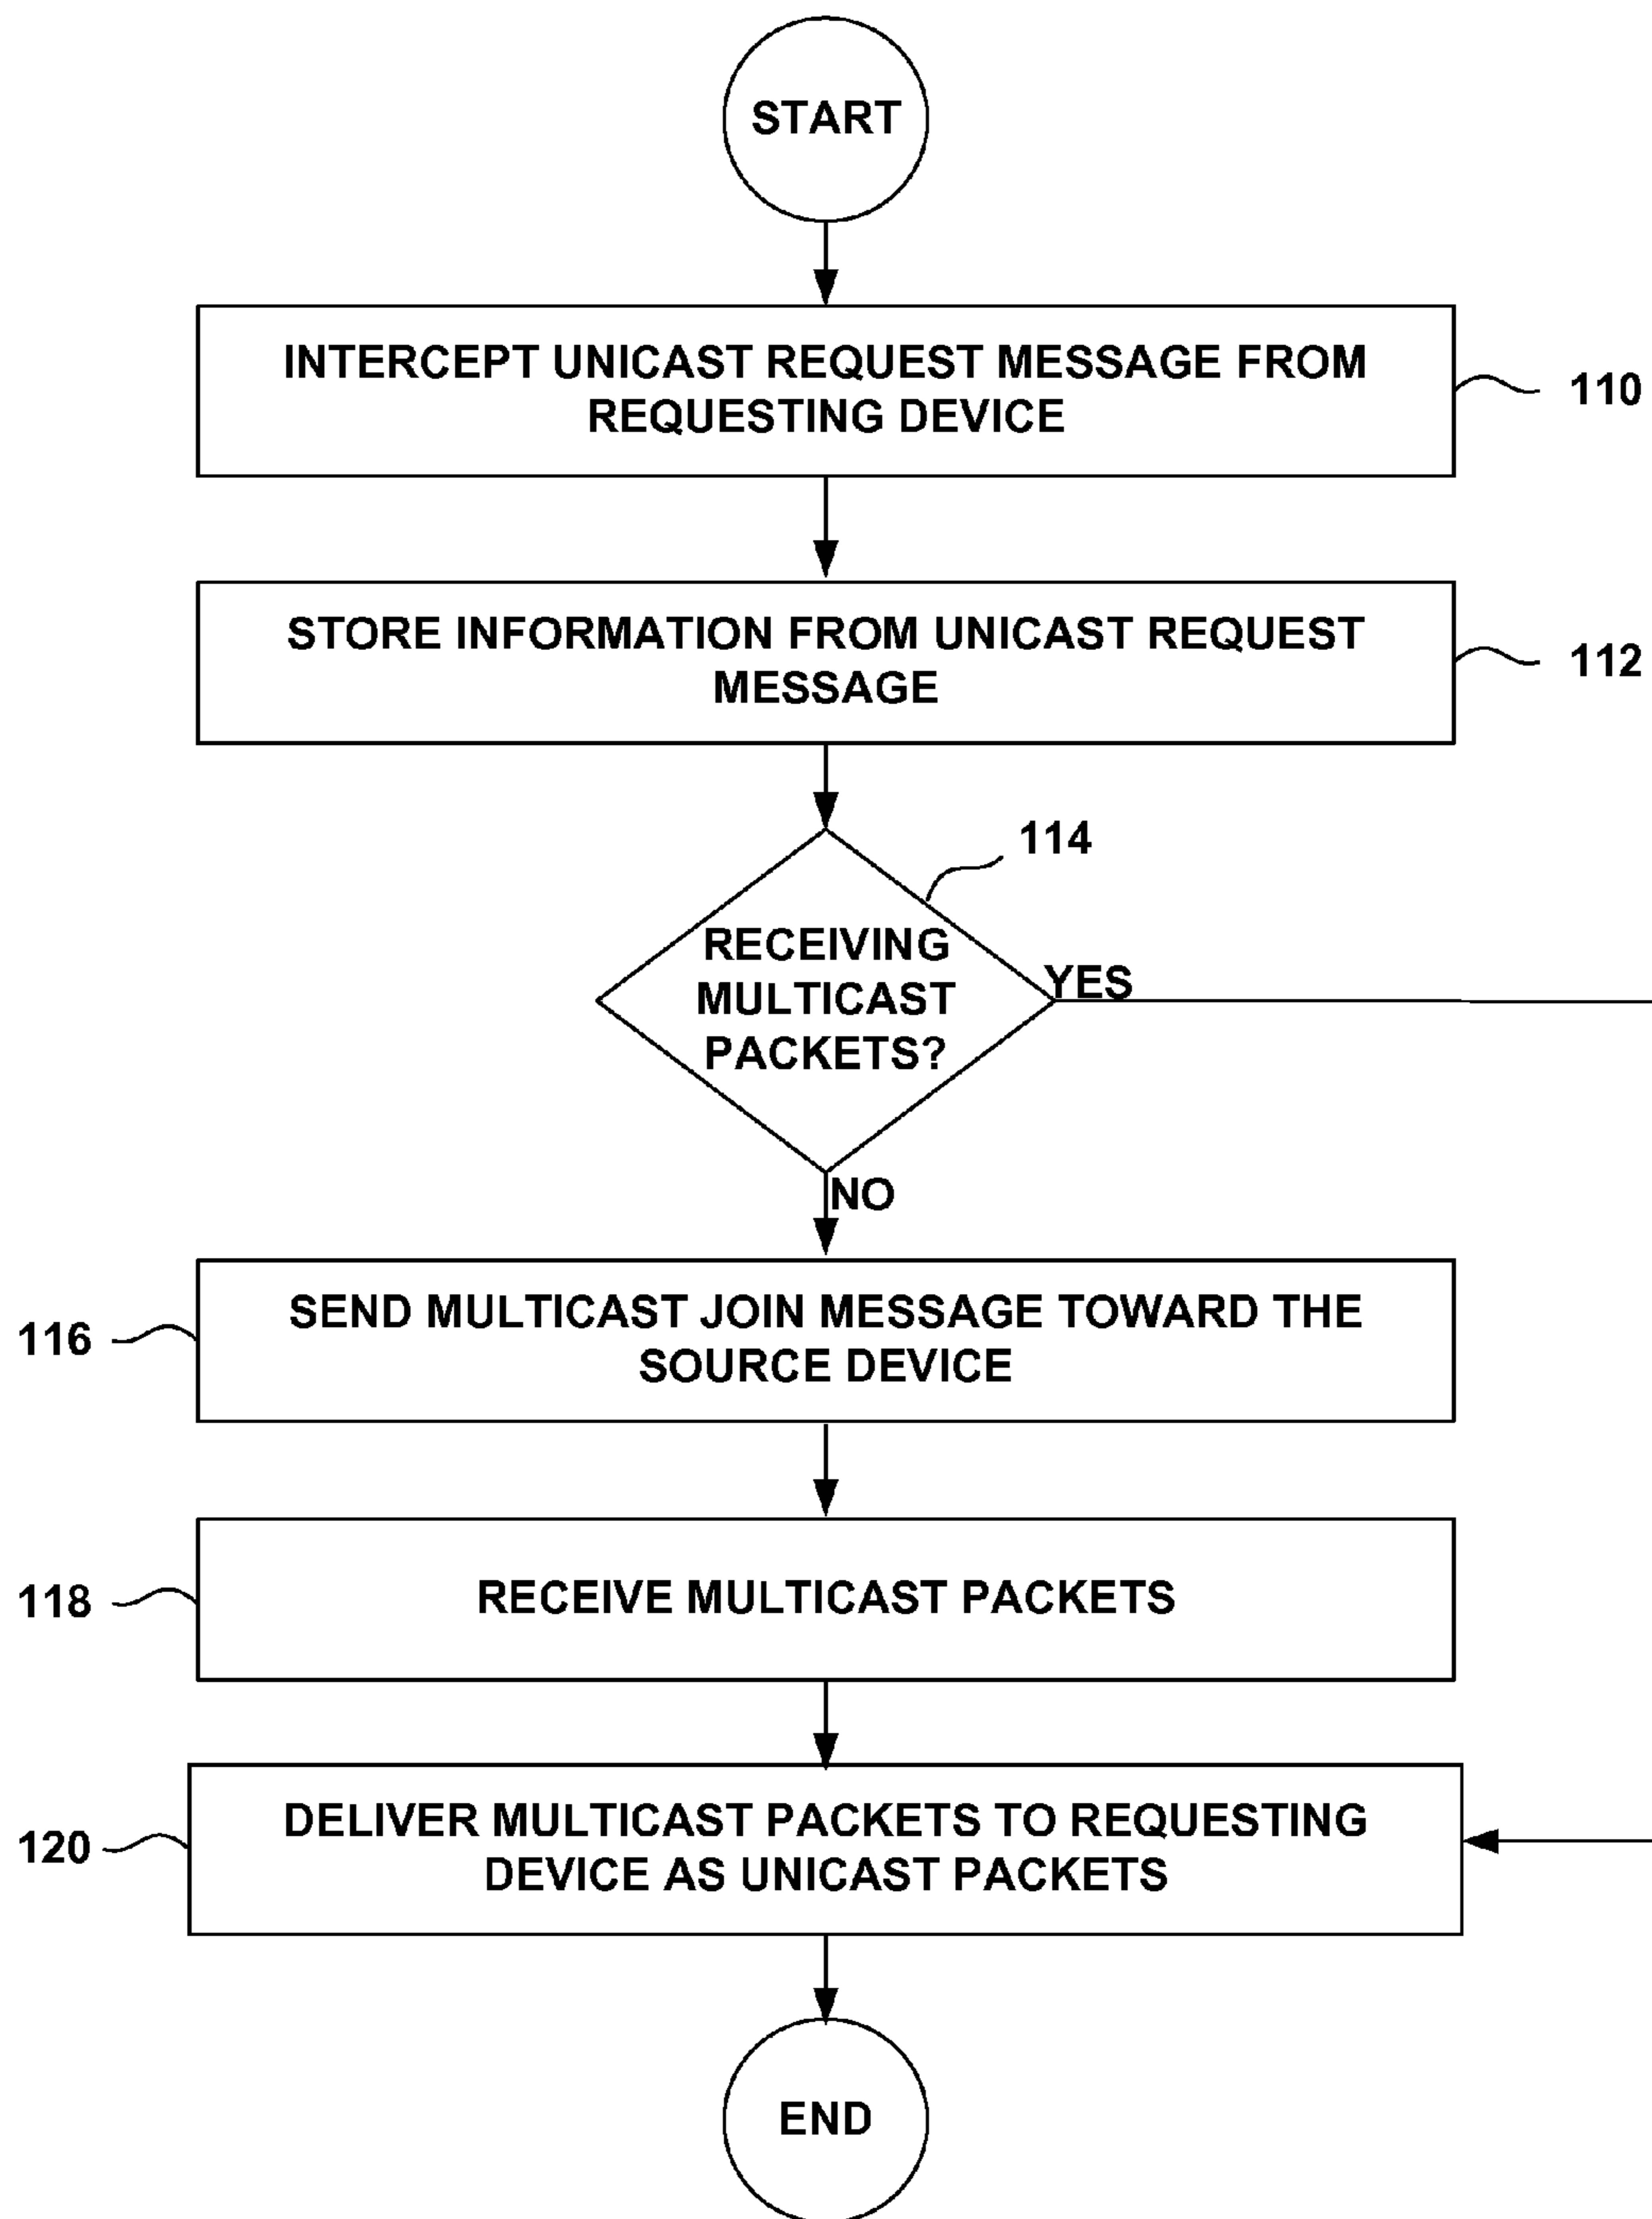 START
INTERCEPT UNICAST REQUEST MESSAGE FROM
REQUESTING DEVICE
110
STORE INFORMATION FROM UNICAST REQUEST
MESSAGE
112
114
RECEIVING
MULTICAST
PACKETS?
YES
NO
SEND MULTICAST JOIN MESSAGE TOWARD THE
SOURCE DEVICE
116
RECEIVE MULTICAST PACKETS
118
DELIVER MULTICAST PACKETS TO REQUESTING
DEVICE AS UNICAST PACKETS
120
END